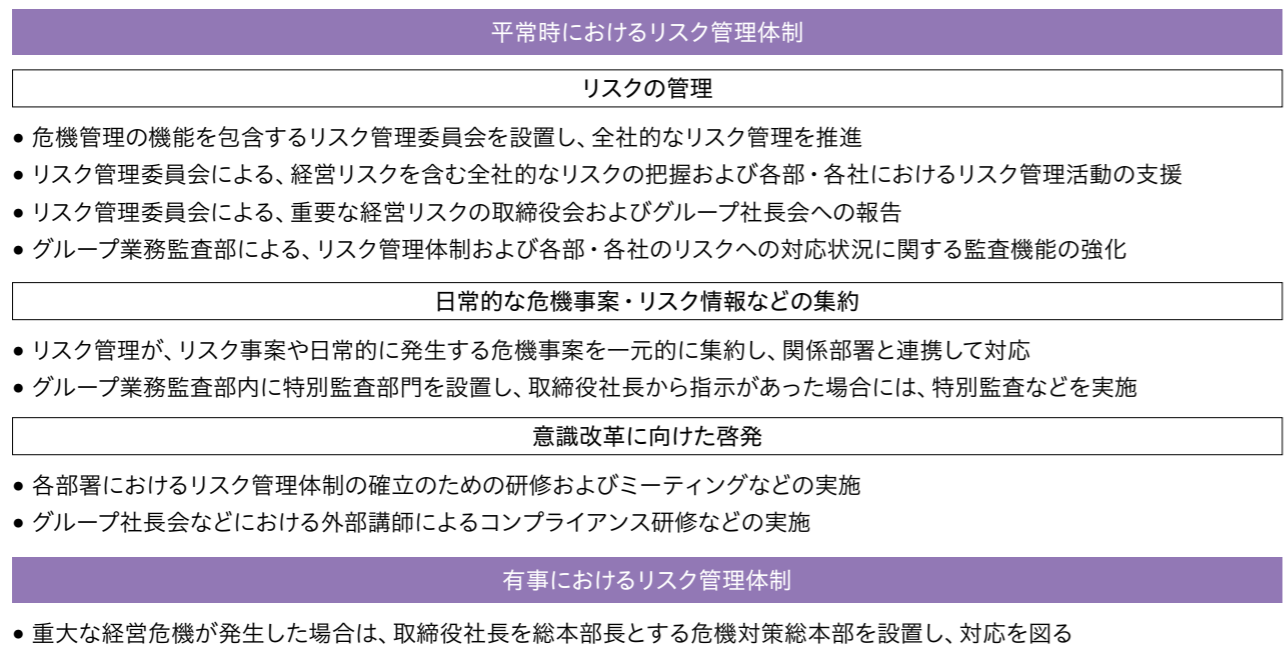 平常時におけるリスク管理体制
リスクの管理
● 危機管理の機能を包含するリスク管理委員会を設置し、全社的なリスク管理を推進
● リスク管理委員会による、経営リスクを含む全社的なリスクの把握および各部・各社におけるリスク管理活動の支援
● リスク管理委員会による、重要な経営リスクの取締役会およびグループ社長会への報告
● グループ業務監査部による、リスク管理体制および各部・各社のリスクへの対応状況に関する監査機能の強化
日常的な危機事案・リスク情報などの集約
● リスク管理が、リスク事案や日常的に発生する危機事案を一元的に集約し、関係部署と連携して対応
● グループ業務監査部内に特別監査部門を設置し、取締役社長から指示があった場合には、特別監査などを実施
意識改革に向けた啓発
● 各部署におけるリスク管理体制の確立のための研修およびミーティングなどの実施
● グループ社長会などにおける外部講師によるコンプライアンス研修などの実施
有事におけるリスク管理体制
● 重大な経営危機が発生した場合は、取締役社長を総本部長とする危機対策総本部を設置し、対応を図る